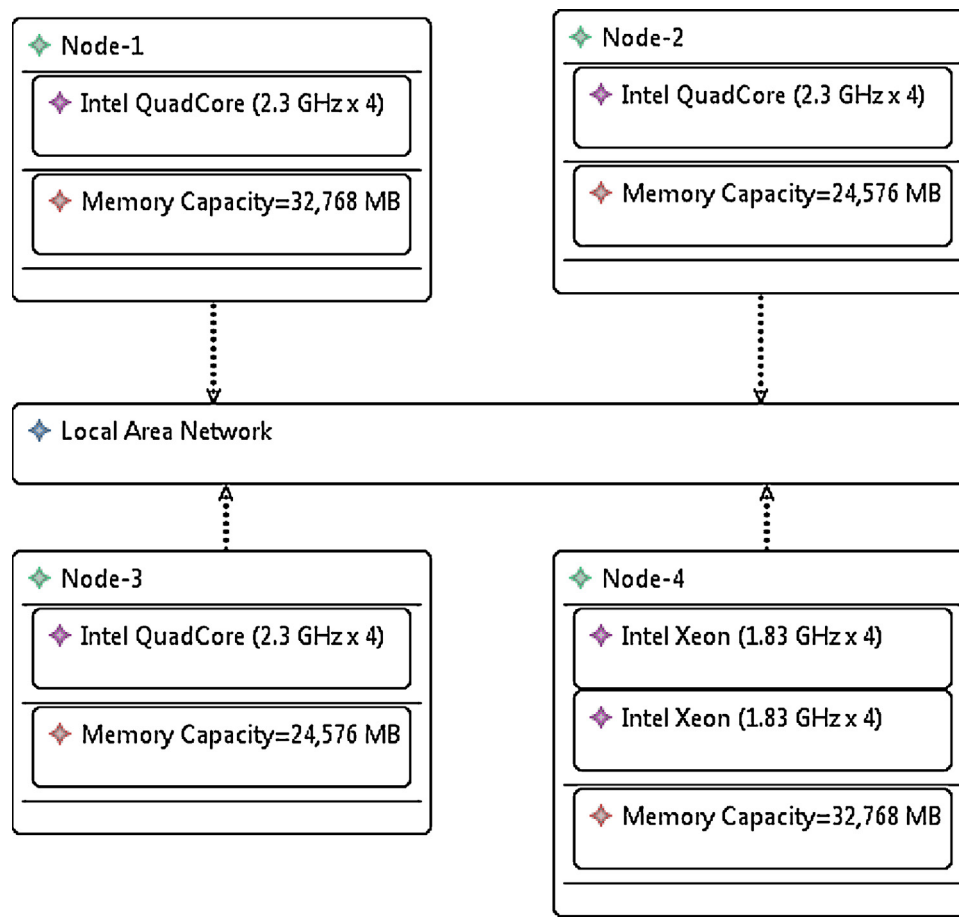 Node-1
Intel QuadCore (2.3 GHz x 4)
Memory Capacity=32,768 MB
Node-2
Intel QuadCore (2.3 GHz x 4)
Memory Capacity=24,576 MB
Local Area Network
Node-3
Intel QuadCore (2.3 GHz x 4)
Memory Capacity=24,576 MB
Node-4
Intel Xeon (1.83 GHz x 4)
Intel Xeon (1.83 GHz x 4)
Memory Capacity=32,768 MB